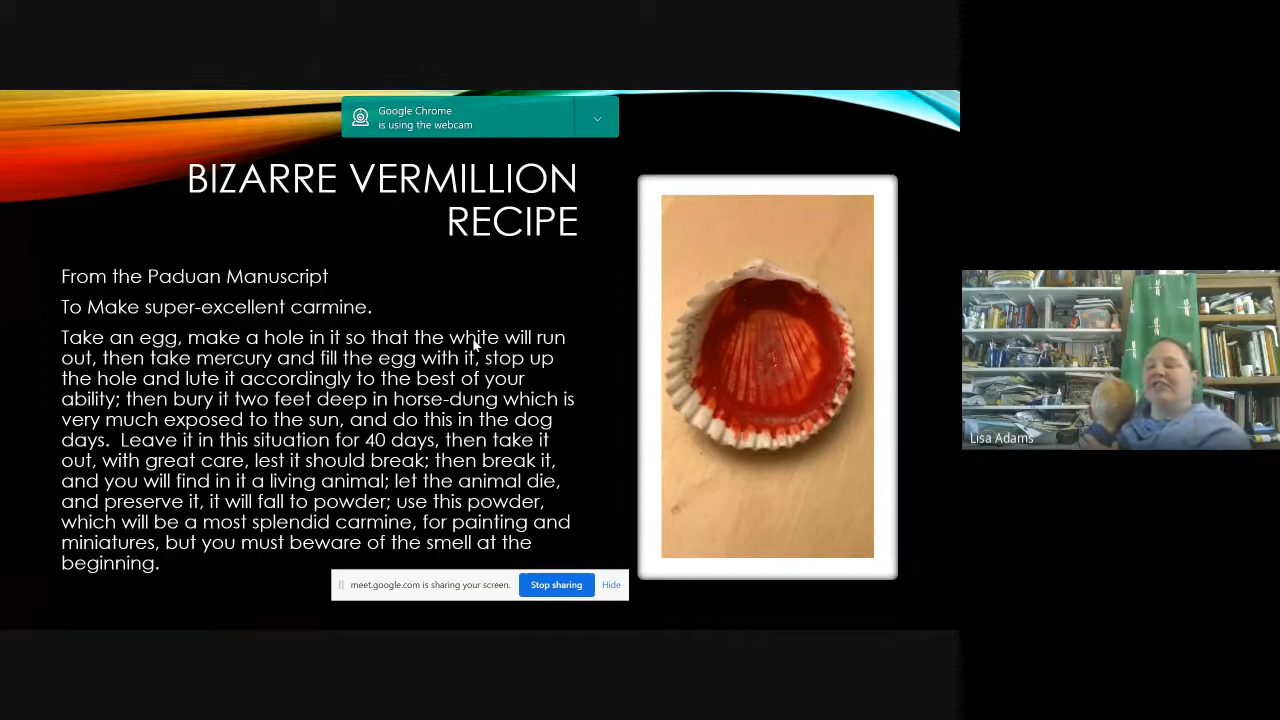 Google Chrome
is using the webcam
BIZARRE VERMILLION
RECIPE
From the Paduan Manuscript
To Make super-excellent carmine.
Take an egg, make a hole in it so that the white will run
out, then take mercury and fill the egg with it, stop up
the hole and lute it accordingly to the best of your
ability; then bury it two feet deep in horse-dung which is
very much exposed to the sun, and do this in the dog
days.  Leave it in this situation for 40 days, then take it
out, with great care, lest it should break; then break it,
and you will find in it a living animal; let the animal die,
and preserve it, it will fall to powder; use this powder,
which will be a most splendid carmine, for painting and
miniatures, but you must beware of the smell at the
beginning.
meet.google.com is sharing your screen.
Stop sharing
Hide
Lisa Adams